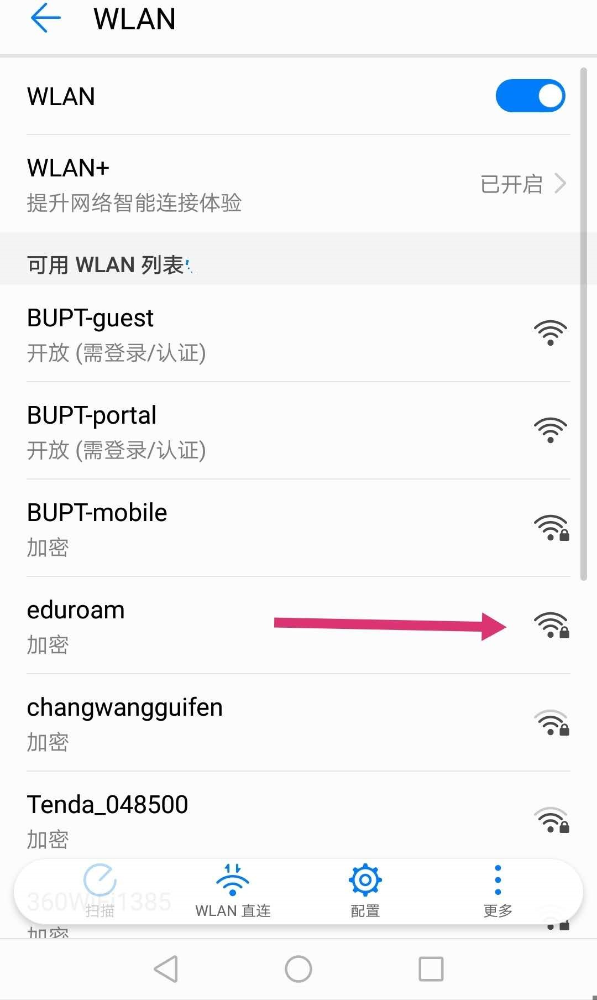 WLAN
WLAN
WLAN+
提升网络智能连接体验
已开启
可用 WLAN 列表
BUPT-guest
开放 (需登录/认证)
BUPT-portal
开放 (需登录/认证)
BUPT-mobile
加密
eduroam
加密
changwangguifen
加密
Tenda_048500
加密
360WiFi1385
扫描
WLAN 直连
配置
更多
加密